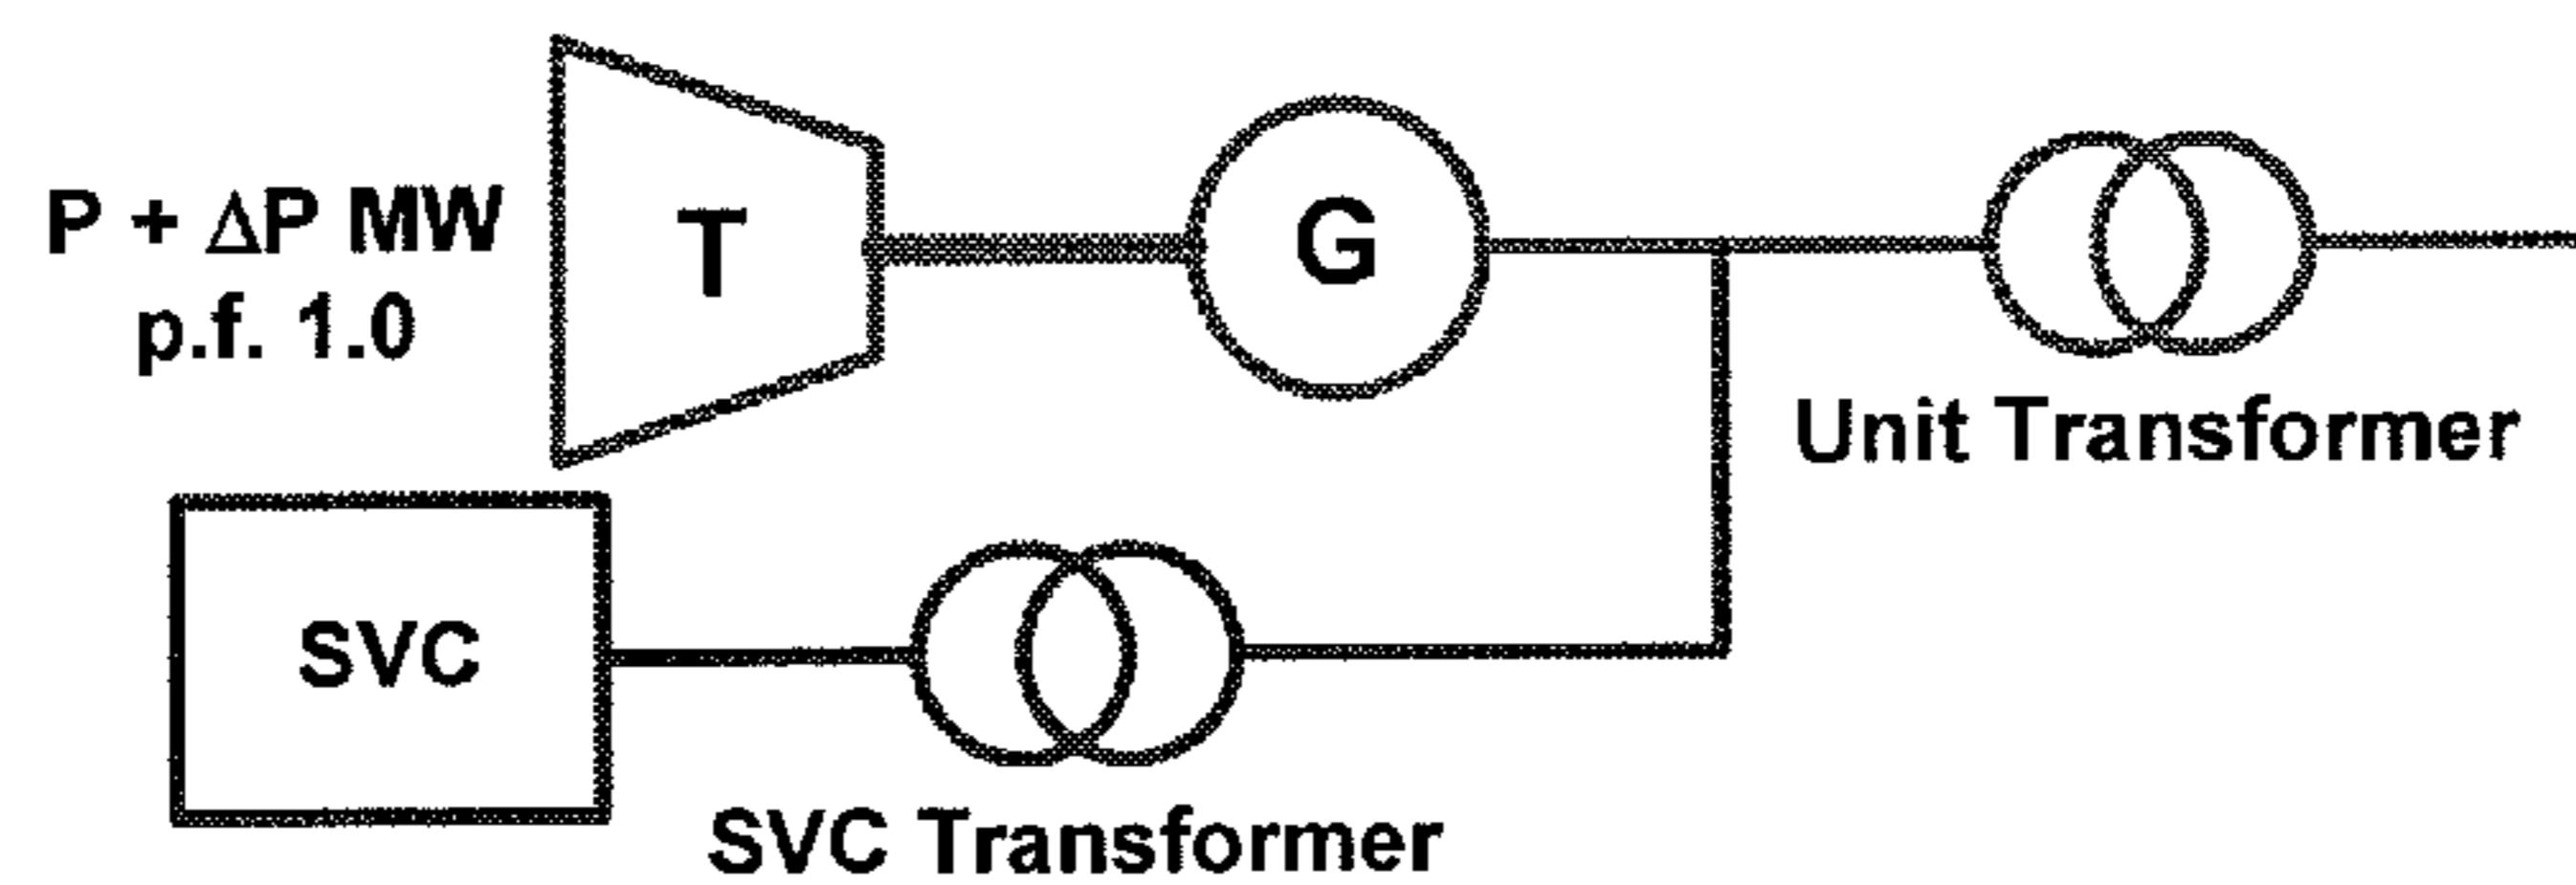 P + ΔP MW
p.f. 1.0
T
G
Unit Transformer
SVC
SVC Transformer